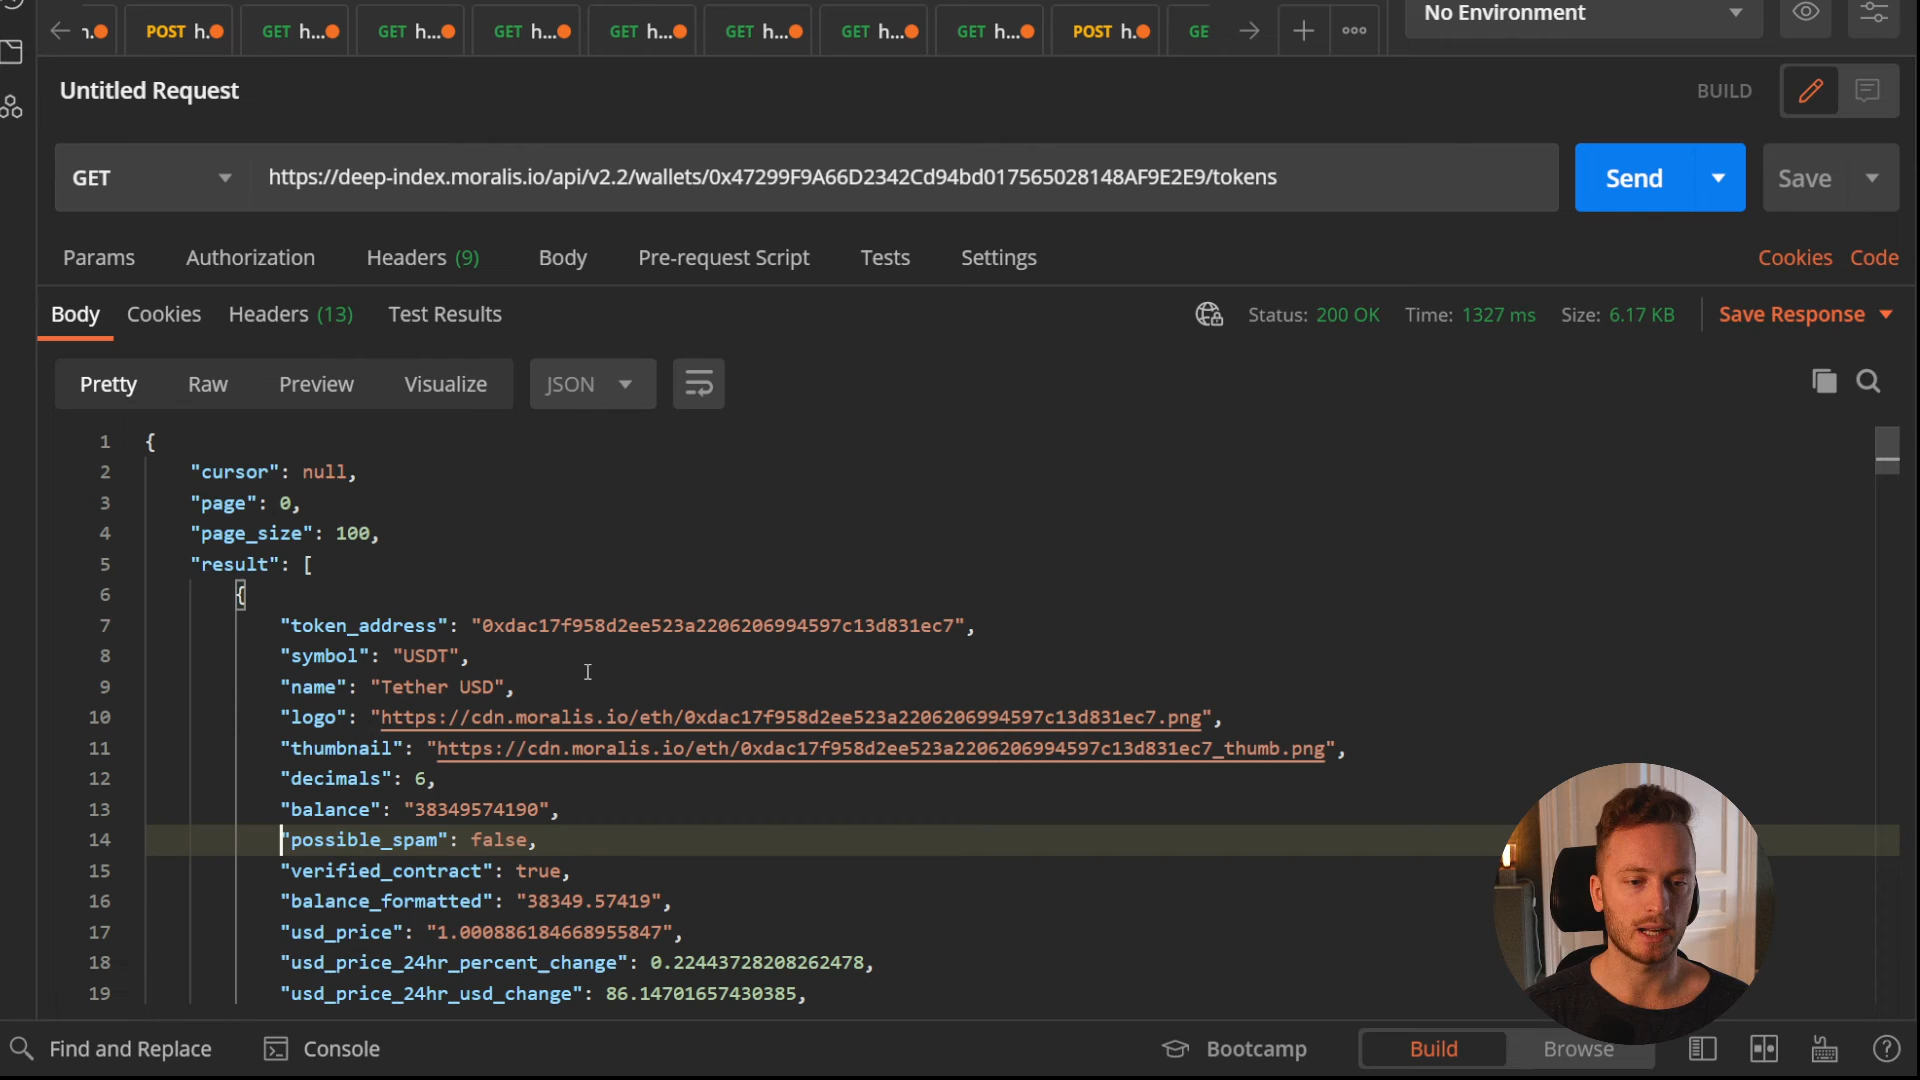 POST h... GET h... GET h... GET h... GET h... GET h... GET h... GET h... POST h. GE No Environment
Untitled Request BUILD
GET https://deep-index.moralis.io/api/v2.2/wallets/0x47299F9A66D2342Cd94bd017565028148AF9E2E9/tokens Send Save
Params Authorization Headers (9) Body Pre-request Script Tests Settings Cookies Code
Body Cookies Headers (13) Test Results Status: 200 OK Time: 1327 ms Size: 6.17 KB Save Response
Pretty Raw Preview Visualize JSON
1 {
2 "cursor": null,
3 "page": 0,
4 "page_size": 100,
5 "result": [
6 {
7 "token_address": "0xdac17f958d2ee523a2206206994597c13d831ec7",
8 "symbol": "USDT",
9 "name": "Tether USD",
10 "logo": "https://cdn.moralis.io/eth/0xdac17f958d2ee523a2206206994597c13d831ec7.png",
11 "thumbnail": "https://cdn.moralis.io/eth/0xdac17f958d2ee523a2206206994597c13d831ec7_thumb.png",
12 "decimals": 6,
13 "balance": "38349574190",
14 "possible_spam": false,
15 "verified_contract": true,
16 "balance_formatted": "38349.57419",
17 "usd_price": "1.000886184668955847",
18 "usd_price_24hr_percent_change": 0.22443728208262478,
19 "usd_price_24hr_usd_change": 86.14701657430385,
Find and Replace Console Bootcamp Build Browse